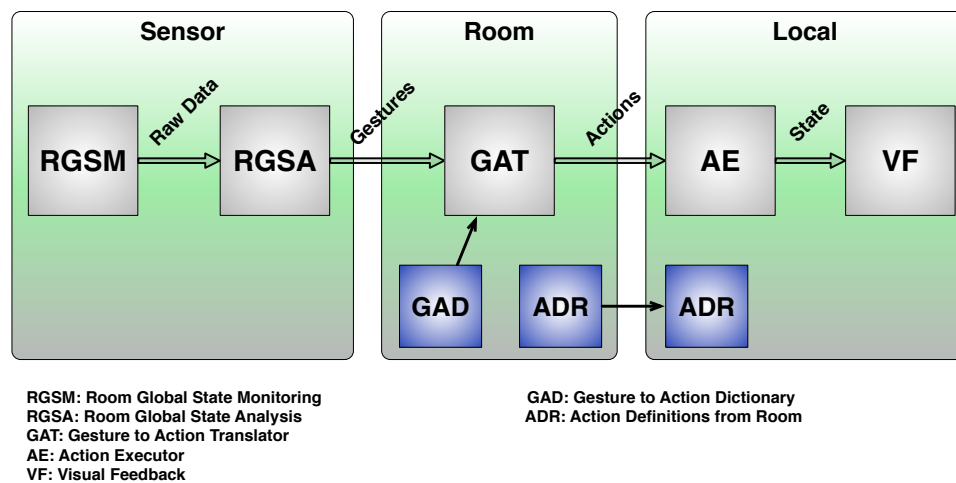 Sensor
Room
Local
Raw Data
Gestures
Actions
State
RGSM
RGSA
GAT
AE
VF
GAD
ADR
ADR
RGSM: Room Global State Monitoring
RGSA: Room Global State Analysis
GAT: Gesture to Action Translator
AE: Action Executor
VF: Visual Feedback
GAD: Gesture to Action Dictionary
ADR: Action Definitions from Room